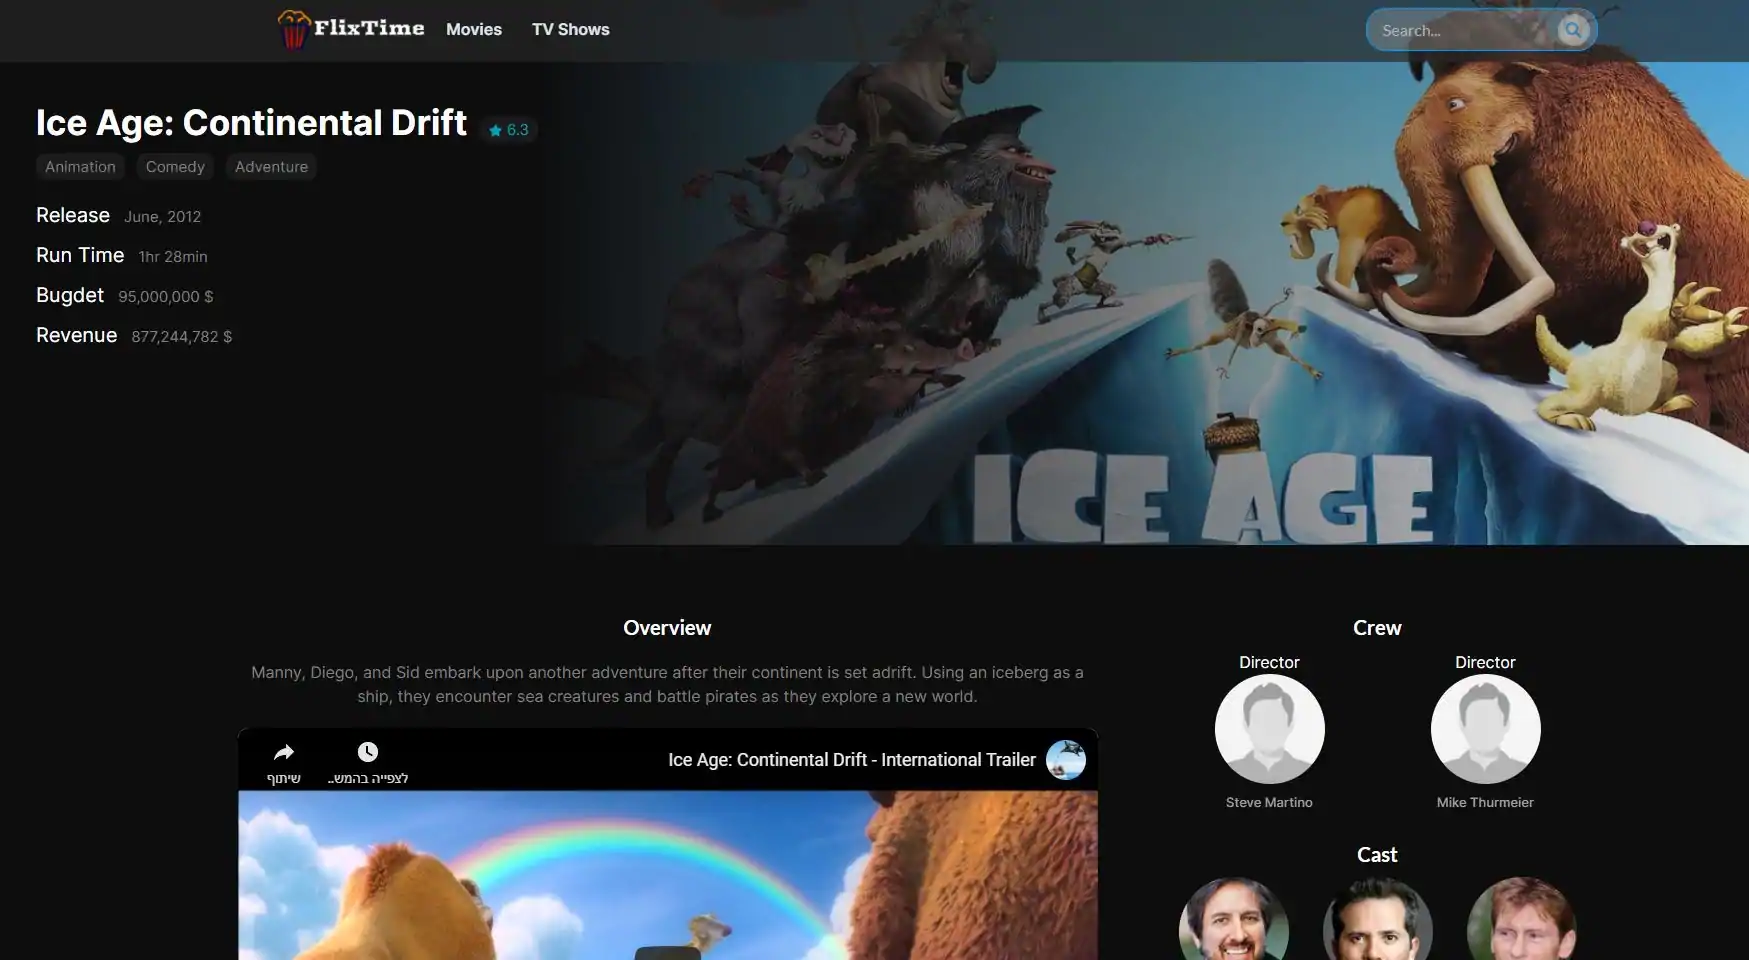 FlixTime Movies TV Shows Search...
Ice Age: Continental Drift 6.3
Animation Comedy Adventure
Release June, 2012
Run Time 1hr 28min
Bugdet 95,000,000 $
Revenue 877,244,782 $
ICE AGE
Overview
Manny, Diego, and Sid embark upon another adventure after their continent is set adrift. Using an iceberg as a
ship, they encounter sea creatures and battle pirates as they explore a new world.
Ice Age: Continental Drift - International Trailer
לצפייה בהמש..
שיתוף
Crew
Director Director
Steve Martino Mike Thurmeier
Cast